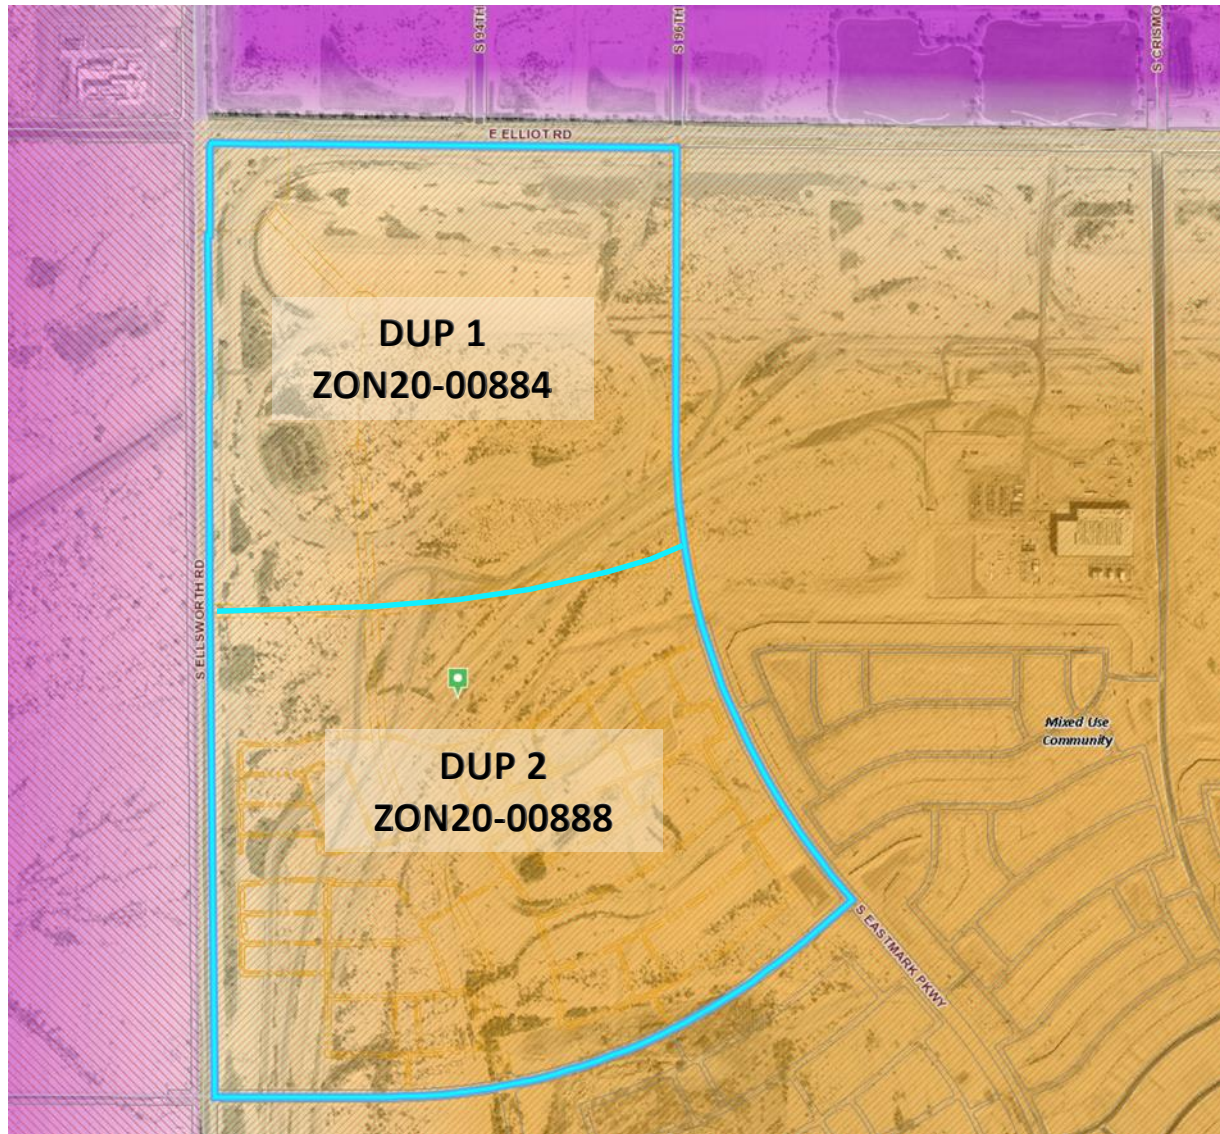 S 94TH
S 96TH
S CRISMO
E ELLIOT RD
DUP 1
ZON20-00884
S ELLSWORTH RD
Mixed Use
Community
DUP 2
ZON20-00888
S EASTMARK PKWY